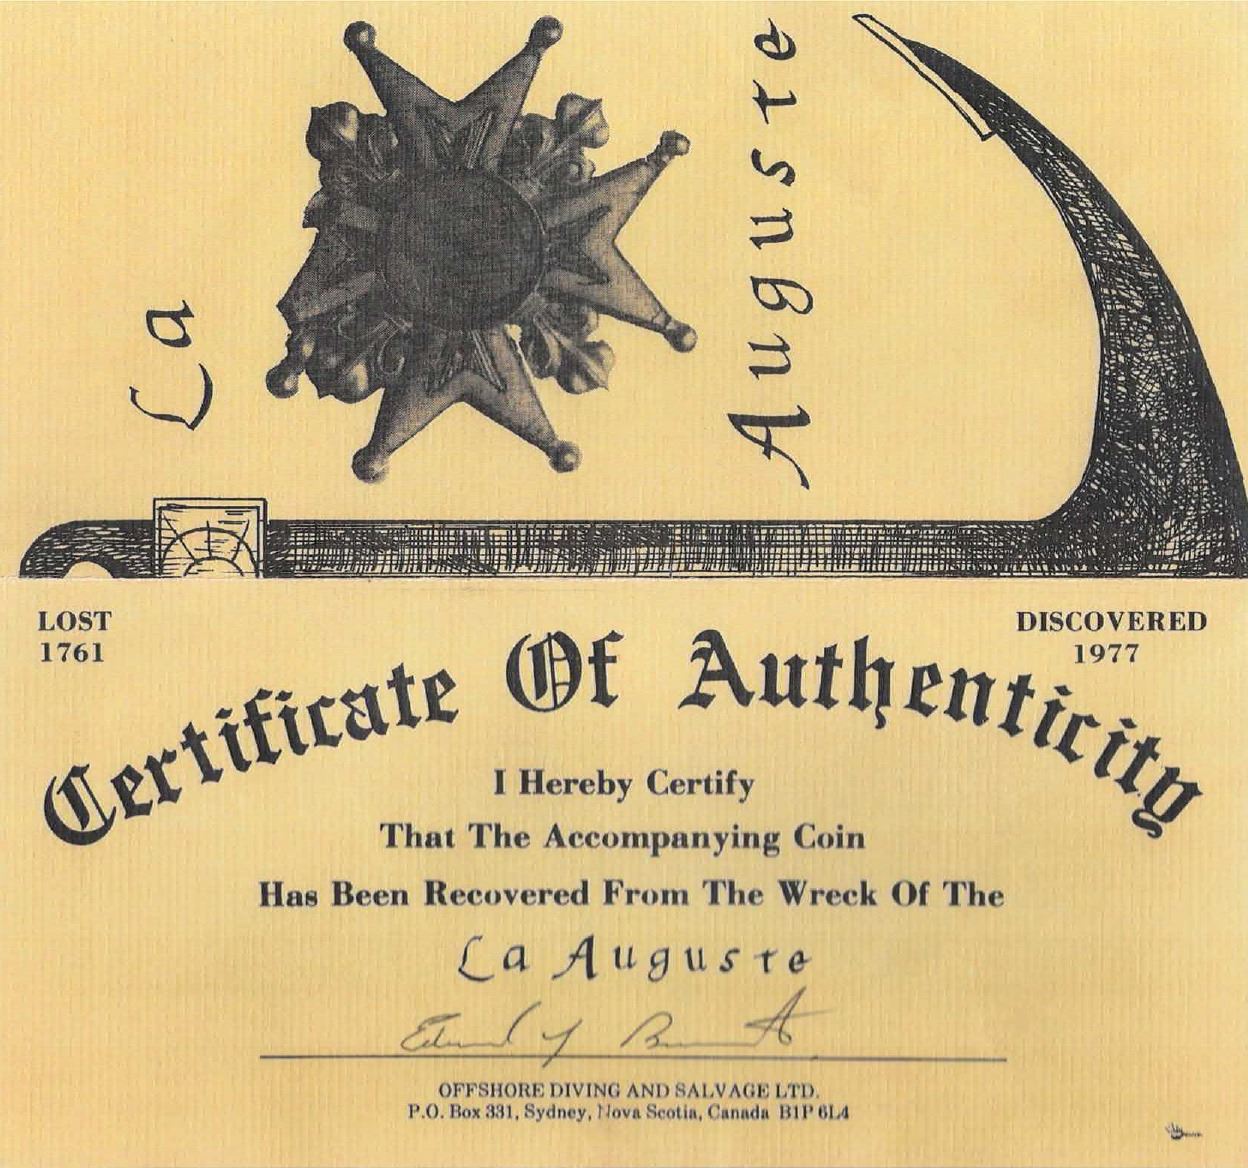 La Auguste
LOST
1761
DISCOVERED
1977
Certificate Of Authenticity
I Hereby Certify
That The Accompanying Coin
Has Been Recovered From The Wreck Of The
La Auguste
OFFSHORE DIVING AND SALVAGE LTD.
P.O. Box 331, Sydney, Nova Scotia, Canada B1P 6L4